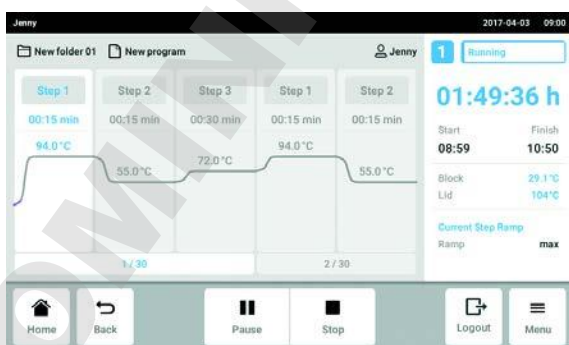 Jenny 2017-04-03 09:00
New folder 01 New program Jenny 1 Running
Step 1 Step 2 Step 3 Step 1 Step 2
01:49:36 h
00:15 min 00:15 min 00:30 min 00:15 min 00:15 min
Start Finish
08:59 10:50
94.0°C 55.0°C 72.0°C 94.0°C 55.0°C
Block 29.1°C
Lid 104°C
Current Step Ramp
Ramp max
1 / 30 2 / 30
Home Back Pause Stop Logout Menu